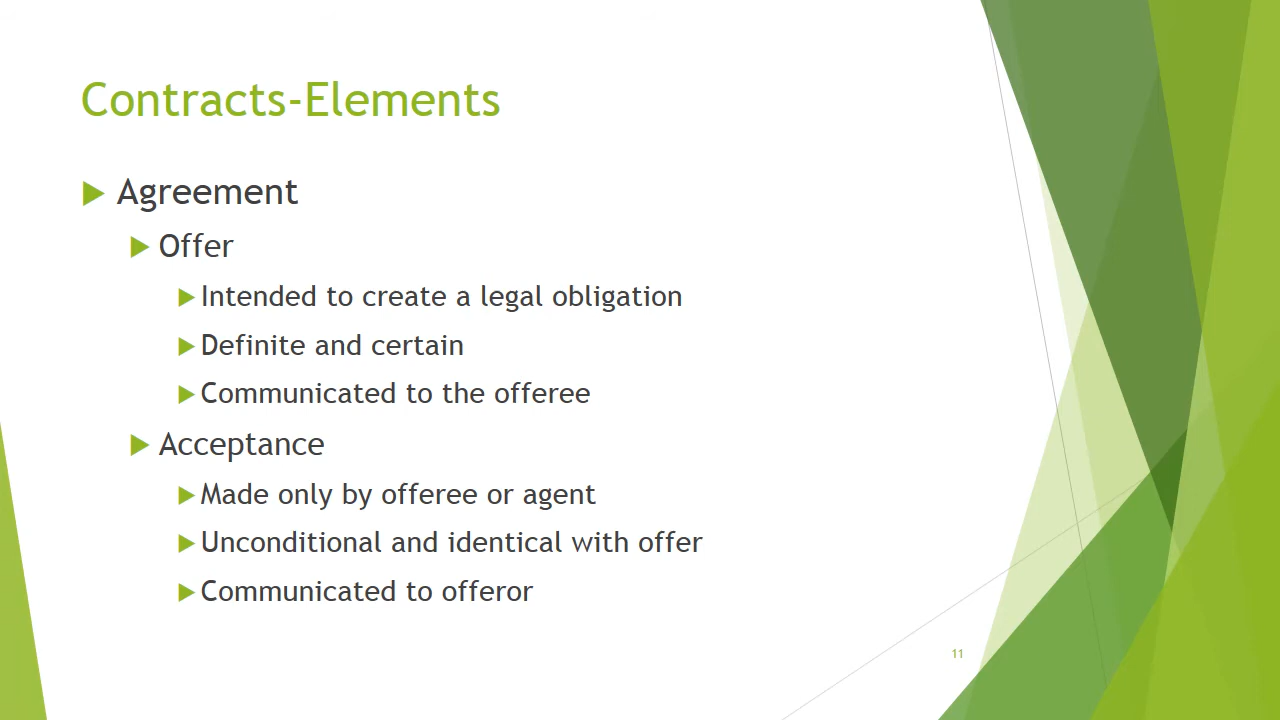 Contracts-Elements
Agreement
Offer
Intended to create a legal obligation
Definite and certain
Communicated to the offeree
Acceptance
Made only by offeree or agent
Unconditional and identical with offer
Communicated to offeror
11